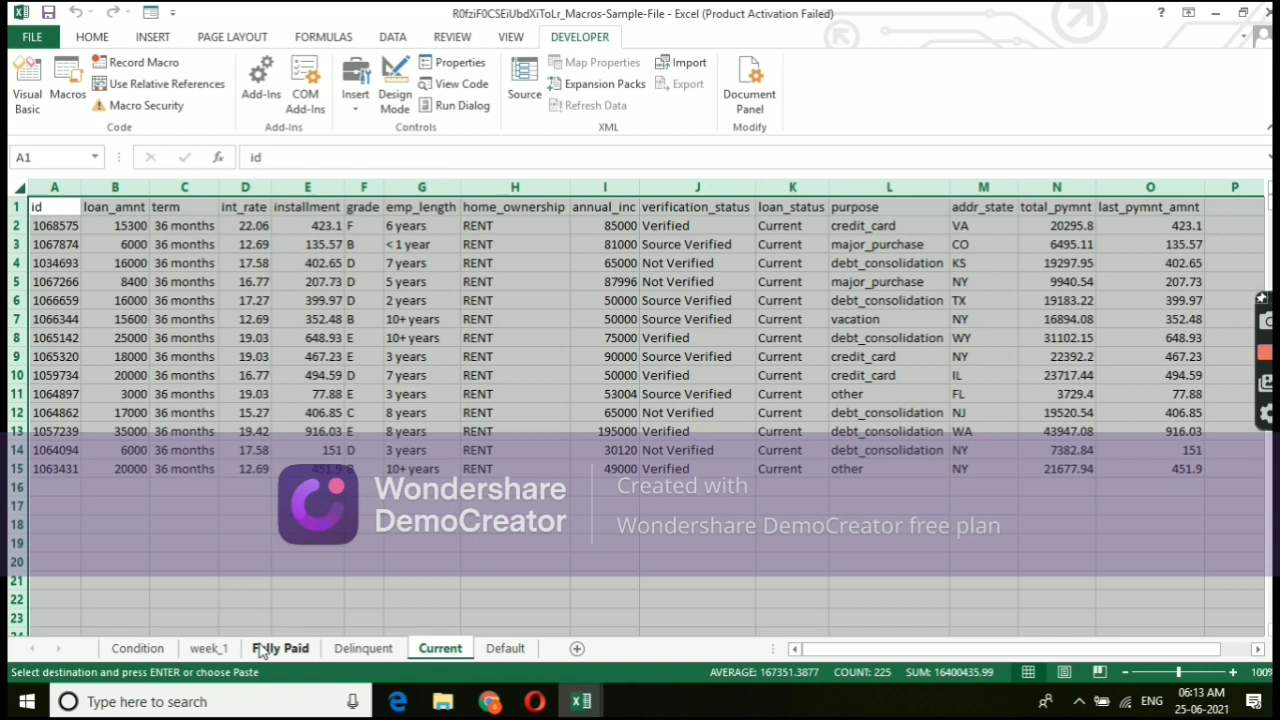 R0fziF0CSEiUbdXiToLr_Macros-Sample-File - Excel (Product Activation Failed)
FILE HOME INSERT PAGE LAYOUT FORMULAS DATA REVIEW VIEW DEVELOPER
Visual Basic
Macros
Record Macro
Use Relative References
Macro Security
Code
Add-Ins
COM Add-Ins
Add-Ins
Insert
Design Mode
Properties
View Code
Run Dialog
Controls
Source
Map Properties
Expansion Packs
Refresh Data
Import
Export
XML
Document Panel
Modify
A1 fx id
A B C D E F G H I J K L M N O P
1 id loan_amnt term int_rate installment grade emp_length home_ownership annual_inc verification_status loan_status purpose addr_state total_pymnt last_pymnt_amnt
2 1068575 15300 36 months 22.06 423.1 F 6 years RENT 85000 Verified Current credit_card VA 20295.8 423.1
3 1067874 6000 36 months 12.69 135.57 B < 1 year RENT 81000 Source Verified Current major_purchase CO 6495.11 135.57
4 1034693 16000 36 months 17.58 402.65 D 7 years RENT 65000 Not Verified Current debt_consolidation KS 19297.95 402.65
5 1067266 8400 36 months 16.77 207.73 D 5 years RENT 87996 Not Verified Current major_purchase NY 9940.54 207.73
6 1066659 16000 36 months 17.27 399.97 D 2 years RENT 50000 Source Verified Current debt_consolidation TX 19183.22 399.97
7 1066344 15600 36 months 12.69 352.48 B 10+ years RENT 50000 Source Verified Current vacation NY 16894.08 352.48
8 1065142 25000 36 months 19.03 648.93 E 10+ years RENT 75000 Verified Current debt_consolidation WY 31102.15 648.93
9 1065320 18000 36 months 19.03 467.23 E 3 years RENT 90000 Source Verified Current credit_card NY 22392.2 467.23
10 1059734 20000 36 months 16.77 494.59 D 7 years RENT 50000 Verified Current credit_card IL 23717.44 494.59
11 1064897 3000 36 months 19.03 77.88 E 3 years RENT 53004 Source Verified Current other FL 3729.4 77.88
12 1064862 17000 36 months 15.27 406.85 C 8 years RENT 65000 Not Verified Current debt_consolidation NJ 19520.54 406.85
13 1057239 35000 36 months 19.42 916.03 E 8 years RENT 195000 Verified Current debt_consolidation WA 43947.08 916.03
14 1064094 6000 36 months 17.58 151 D 3 years RENT 30120 Not Verified Current debt_consolidation NY 7382.84 151
15 1063431 20000 36 months 12.69 451.9 B 10+ years RENT 49000 Verified Current other NY 21677.94 451.9
16
17
18
19
20
21
22
23
Wondershare DemoCreator
Created with
Wondershare DemoCreator free plan
Condition week_1 Fully Paid Delinquent Current Default
Select destination and press ENTER or choose Paste AVERAGE: 167351.3877 COUNT: 225 SUM: 16400435.99 100%
Type here to search ENG 06:13 AM
25-06-2021